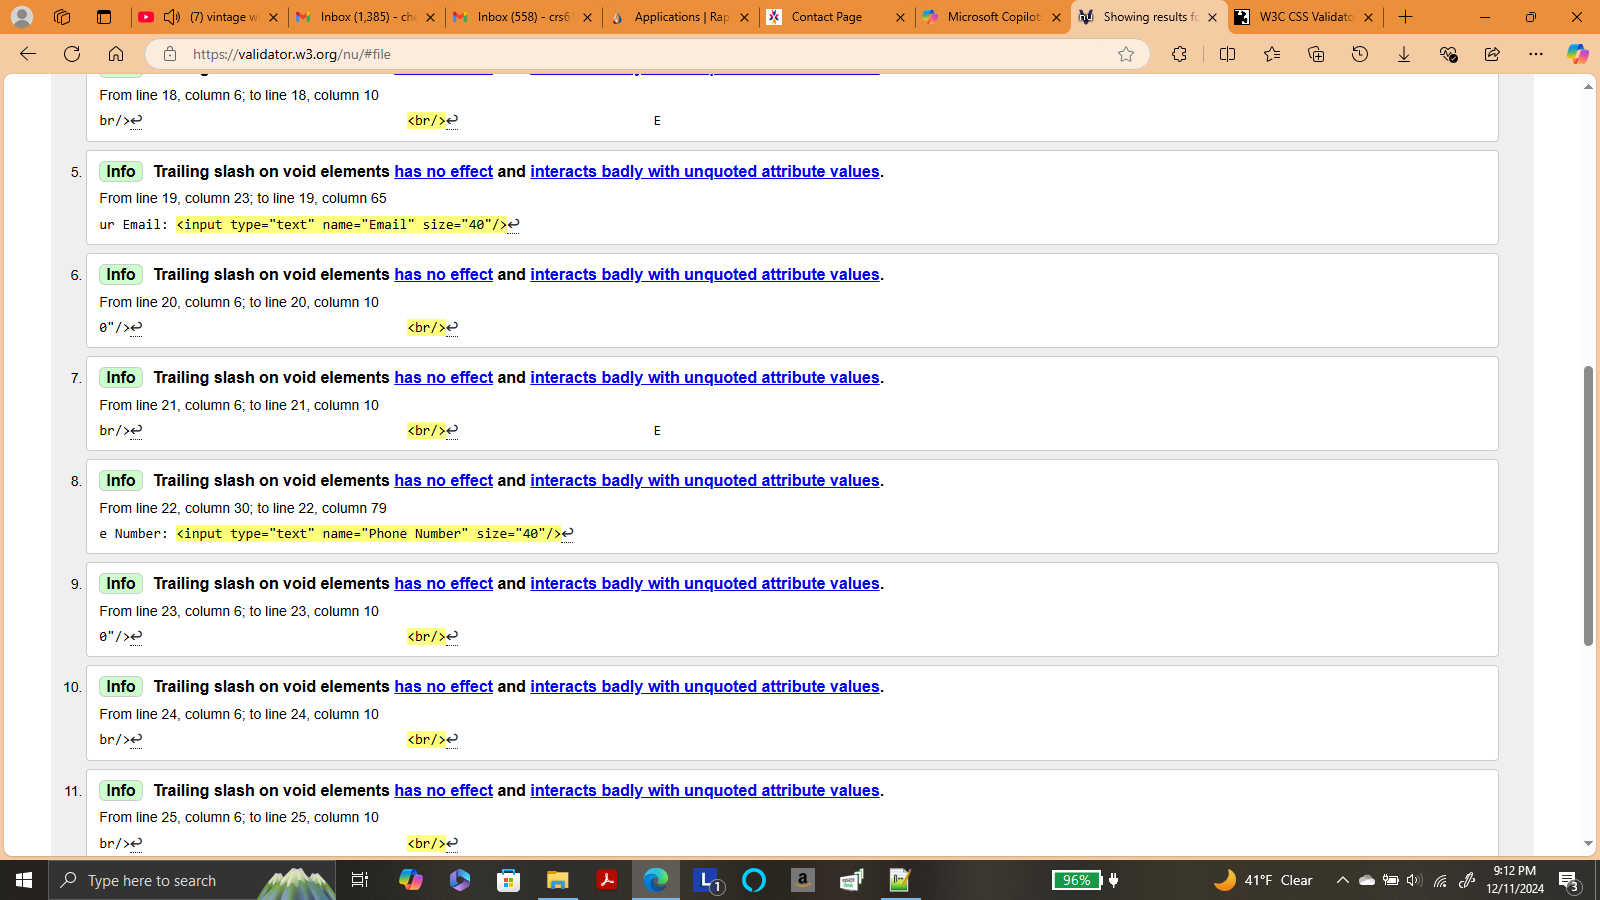 (7) vintage w
Inbox (1,385) - che
Inbox (558) - crs6
Applications | Rap
Contact Page
Microsoft Copilot:
Showing results fo
W3C CSS Validato
https://validator.w3.org/nu/#file
From line 18, column 6; to line 18, column 10
br/>↩ <br/>↩ E
5. Info Trailing slash on void elements has no effect and interacts badly with unquoted attribute values.
From line 19, column 23; to line 19, column 65
ur Email: <input type="text" name="Email" size="40"/>↩
6. Info Trailing slash on void elements has no effect and interacts badly with unquoted attribute values.
From line 20, column 6; to line 20, column 10
0"/>↩ <br/>↩
7. Info Trailing slash on void elements has no effect and interacts badly with unquoted attribute values.
From line 21, column 6; to line 21, column 10
br/>↩ <br/>↩ E
8. Info Trailing slash on void elements has no effect and interacts badly with unquoted attribute values.
From line 22, column 30; to line 22, column 79
e Number: <input type="text" name="Phone Number" size="40"/>↩
9. Info Trailing slash on void elements has no effect and interacts badly with unquoted attribute values.
From line 23, column 6; to line 23, column 10
0"/>↩ <br/>↩
10. Info Trailing slash on void elements has no effect and interacts badly with unquoted attribute values.
From line 24, column 6; to line 24, column 10
br/>↩ <br/>↩
11. Info Trailing slash on void elements has no effect and interacts badly with unquoted attribute values.
From line 25, column 6; to line 25, column 10
br/>↩ <br/>↩
Type here to search
96%
41°F Clear
9:12 PM
12/11/2024
3